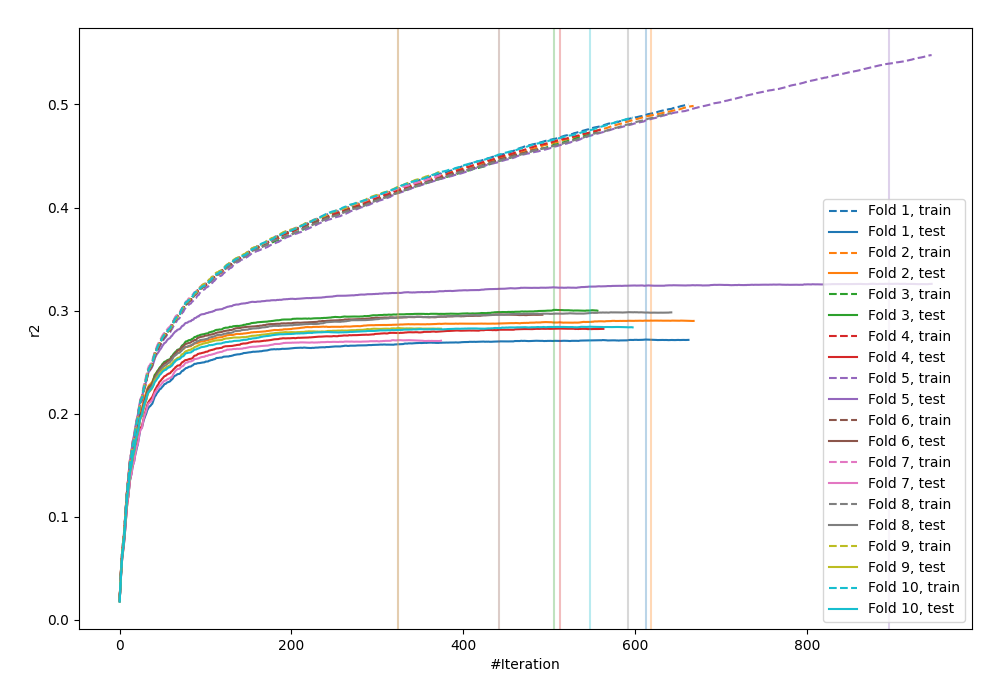 0.5
0.4
0.3
0.2
0.1
0.0
r2
0
200
400
600
800
#Iteration
Fold 1, train
Fold 1, test
Fold 2, train
Fold 2, test
Fold 3, train
Fold 3, test
Fold 4, train
Fold 4, test
Fold 5, train
Fold 5, test
Fold 6, train
Fold 6, test
Fold 7, train
Fold 7, test
Fold 8, train
Fold 8, test
Fold 9, train
Fold 9, test
Fold 10, train
Fold 10, test